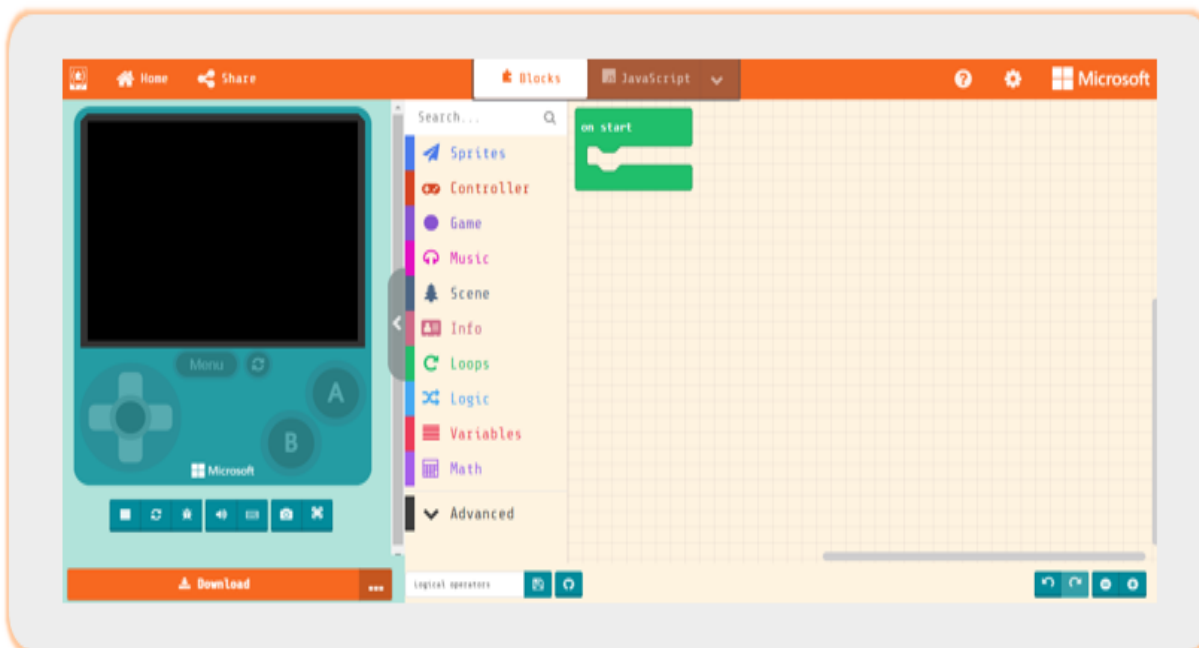 Home
Share
Blocks
JavaScript
Microsoft
Search...
Sprites
Controller
Game
Music
Scene
Info
Loops
Logic
Variables
Math
Advanced
on start
Menu
A
B
Microsoft
Download
Logical operators